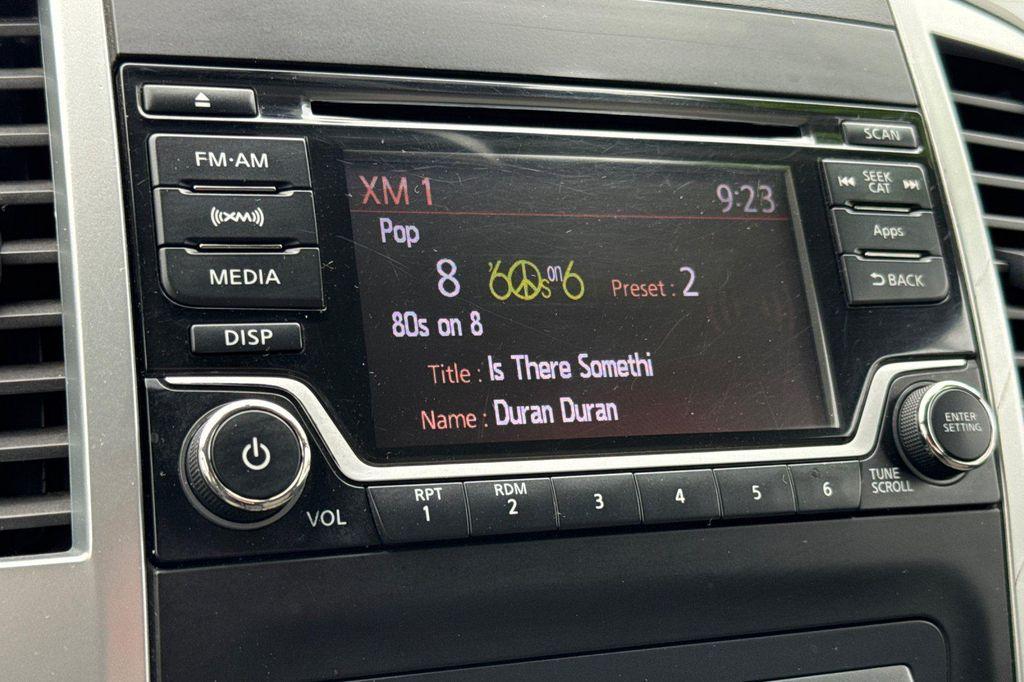 SCAN
FM·AM
XM
MEDIA
DISP
SEEK
CAT
Apps
BACK
XM 1 9:23
Pop
8 '60s on 6 Preset : 2
80s on 8
Title : Is There Somethi
Name : Duran Duran
VOL
RPT
1
RDM
2
3
4
5
6
TUNE
SCROLL
ENTER
SETTING